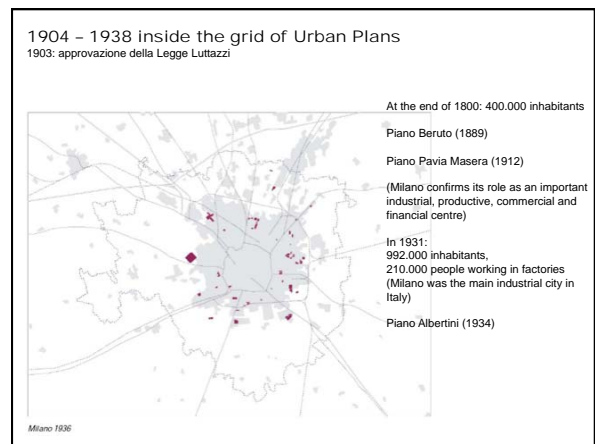 1904 – 1938 inside the grid of Urban Plans
1903: approvazione della Legge Luttazzi
At the end of 1800: 400.000 inhabitants
Piano Beruto (1889)
Piano Pavia Masera (1912)
(Milano confirms its role as an important
industrial, productive, commercial and
financial centre)
In 1931:
992.000 inhabitants,
210.000 people working in factories
(Milano was the main industrial city in
Italy)
Piano Albertini (1934)
Milano 1936